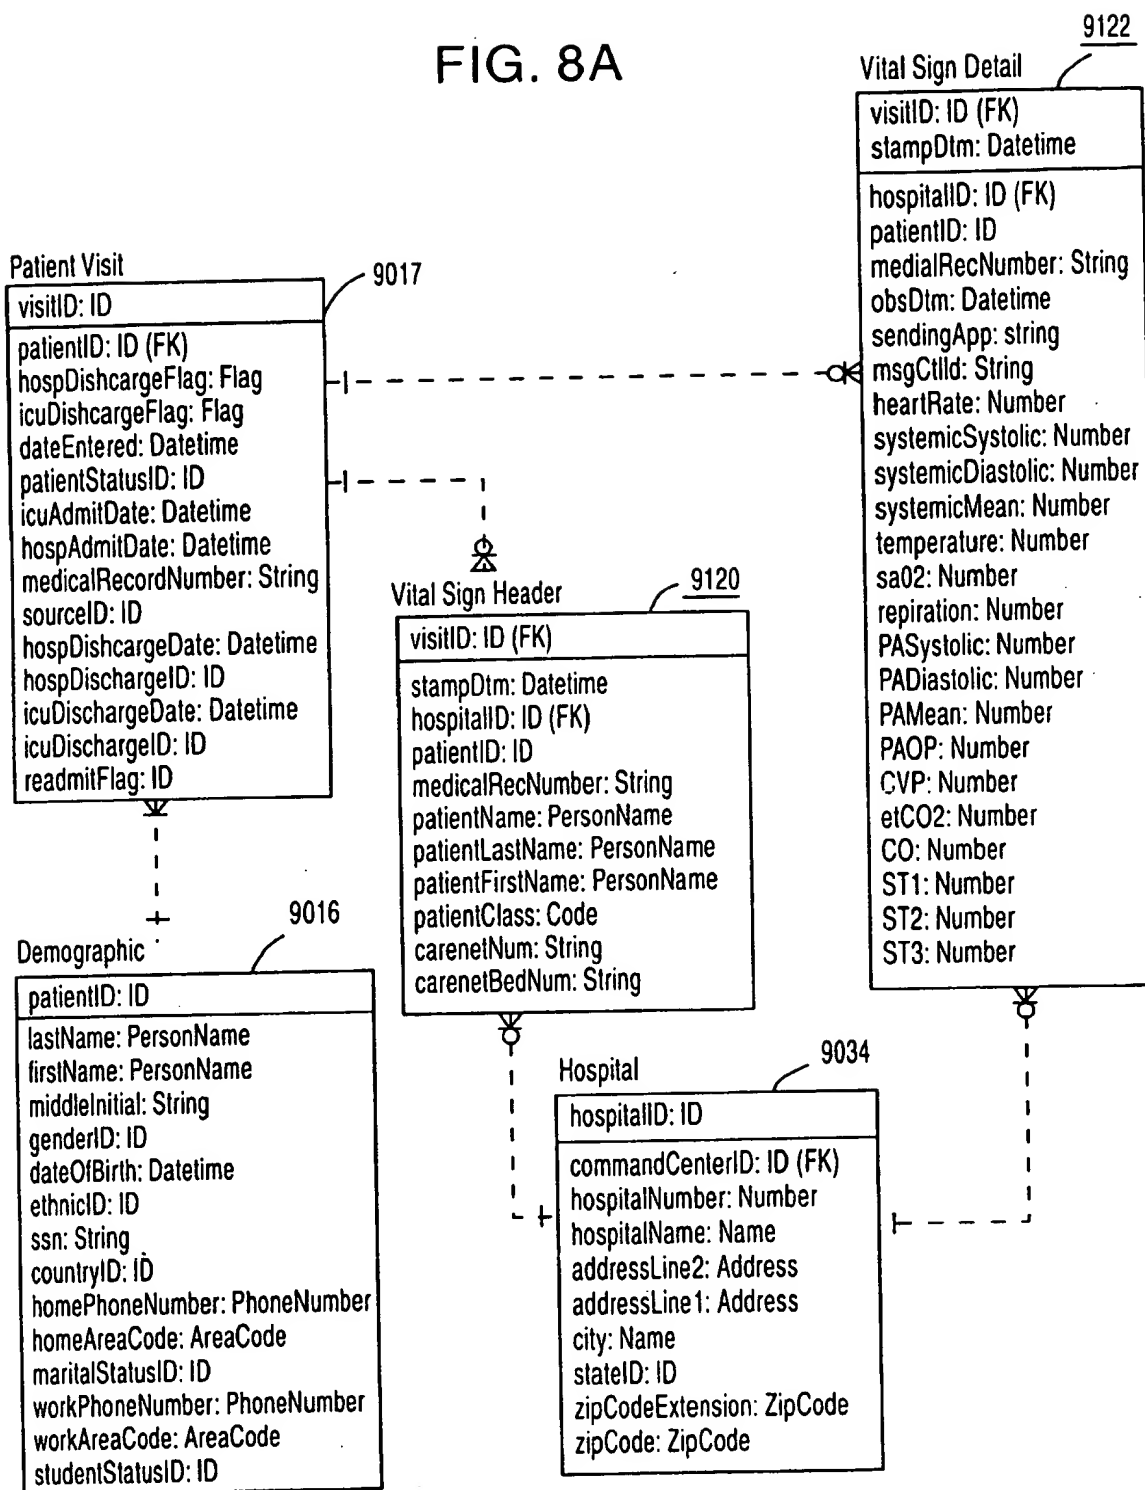 FIG. 8A
9122
Vital Sign Detail
visitID: ID (FK)
stampDtm: Datetime
hospitalID: ID (FK)
patientID: ID
medialRecNumber: String
obsDtm: Datetime
sendingApp: string
msgCtlId: String
heartRate: Number
systemicSystolic: Number
systemicDiastolic: Number
systemicMean: Number
temperature: Number
sa02: Number
repiration: Number
PASystolic: Number
PADiastolic: Number
PAMean: Number
PAOP: Number
CVP: Number
etCO2: Number
CO: Number
ST1: Number
ST2: Number
ST3: Number
Patient Visit
9017
visitID: ID
patientID: ID (FK)
hospDishcargeFlag: Flag
icuDishcargeFlag: Flag
dateEntered: Datetime
patientStatusID: ID
icuAdmitDate: Datetime
hospAdmitDate: Datetime
medicalRecordNumber: String
sourceID: ID
hospDishcargeDate: Datetime
hospDischargeID: ID
icuDischargeDate: Datetime
icuDischargeID: ID
readmitFlag: ID
Vital Sign Header
9120
visitID: ID (FK)
stampDtm: Datetime
hospitalID: ID (FK)
patientID: ID
medicalRecNumber: String
patientName: PersonName
patientLastName: PersonName
patientFirstName: PersonName
patientClass: Code
carenetNum: String
carenetBedNum: String
Demographic
9016
patientID: ID
lastName: PersonName
firstName: PersonName
middleInitial: String
genderID: ID
dateOfBirth: Datetime
ethnicID: ID
ssn: String
countryID: ID
homePhoneNumber: PhoneNumber
homeAreaCode: AreaCode
maritalStatusID: ID
workPhoneNumber: PhoneNumber
workAreaCode: AreaCode
studentStatusID: ID
Hospital
9034
hospitalID: ID
commandCenterID: ID (FK)
hospitalNumber: Number
hospitalName: Name
addressLine2: Address
addressLine1: Address
city: Name
stateID: ID
zipCodeExtension: ZipCode
zipCode: ZipCode